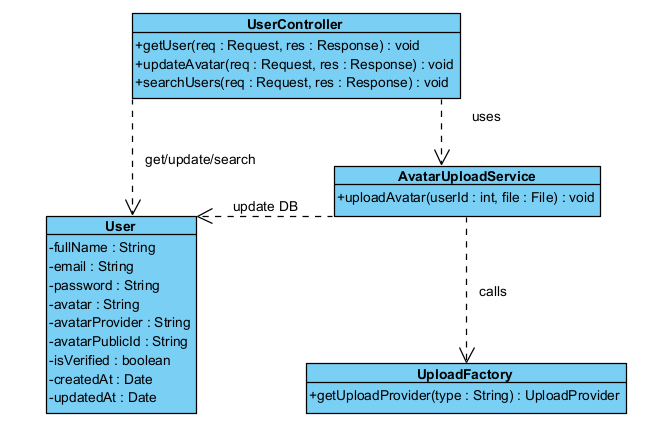 UserController
+getUser(req : Request, res : Response) : void
+updateAvatar(req : Request, res : Response) : void
+searchUsers(req : Request, res : Response) : void
uses
get/update/search
AvatarUploadService
+uploadAvatar(userId : int, file : File) : void
update DB
User
-fullName : String
-email : String
-password : String
-avatar : String
-avatarProvider : String
-avatarPublicId : String
-isVerified : boolean
-createdAt : Date
-updatedAt : Date
calls
UploadFactory
+getUploadProvider(type : String) : UploadProvider